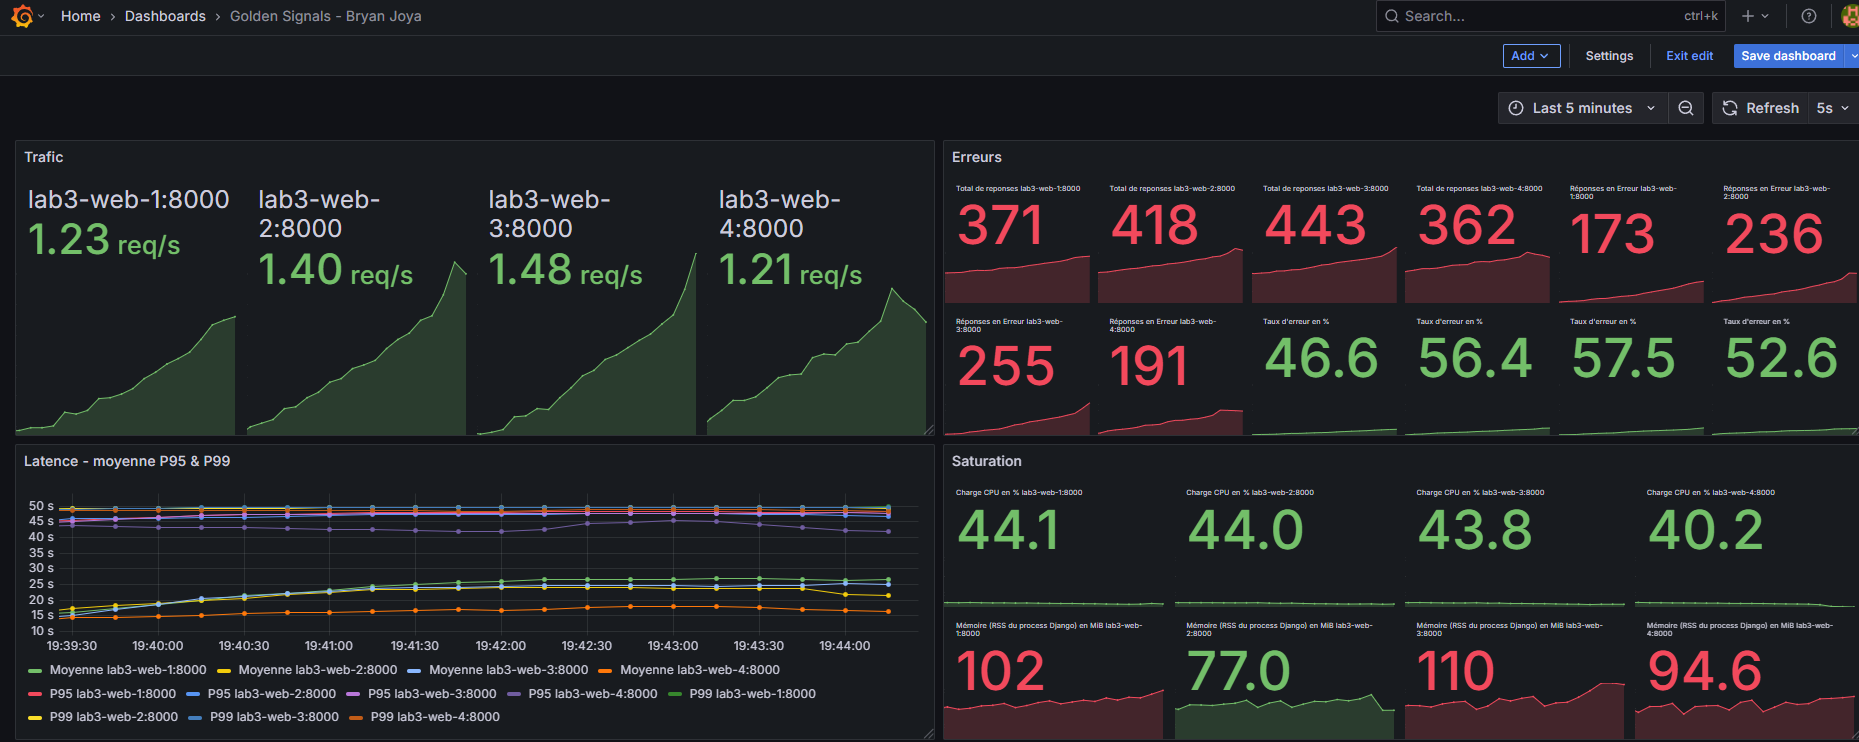 Home › Dashboards › Golden Signals - Bryan Joya
Search... ctrl+k
Add Settings Exit edit Save dashboard
Last 5 minutes Refresh 5s
Trafic
lab3-web-1:8000
1.23 req/s
lab3-web-
2:8000
1.40 req/s
lab3-web-
3:8000
1.48 req/s
lab3-web-
4:8000
1.21 req/s
Erreurs
Total de reponses lab3-web-1:8000
371
Total de reponses lab3-web-2:8000
418
Total de reponses lab3-web-3:8000
443
Total de reponses lab3-web-4:8000
362
Réponses en Erreur lab3-web-
1:8000
173
Réponses en Erreur lab3-web-
2:8000
236
Réponses en Erreur lab3-web-
3:8000
255
Réponses en Erreur lab3-web-
4:8000
191
Taux d'erreur en %
46.6
Taux d'erreur en %
56.4
Taux d'erreur en %
57.5
Taux d'erreur en %
52.6
Latence - moyenne P95 & P99
50 s
45 s
40 s
35 s
30 s
25 s
20 s
15 s
10 s
19:39:30 19:40:00 19:40:30 19:41:00 19:41:30 19:42:00 19:42:30 19:43:00 19:43:30 19:44:00
Moyenne lab3-web-1:8000 Moyenne lab3-web-2:8000 Moyenne lab3-web-3:8000 Moyenne lab3-web-4:8000
P95 lab3-web-1:8000 P95 lab3-web-2:8000 P95 lab3-web-3:8000 P95 lab3-web-4:8000 P99 lab3-web-1:8000
P99 lab3-web-2:8000 P99 lab3-web-3:8000 P99 lab3-web-4:8000
Saturation
Charge CPU en % lab3-web-1:8000
44.1
Charge CPU en % lab3-web-2:8000
44.0
Charge CPU en % lab3-web-3:8000
43.8
Charge CPU en % lab3-web-4:8000
40.2
Mémoire (RSS du process Django) en MiB lab3-web-
1:8000
102
Mémoire (RSS du process Django) en MiB lab3-web-
2:8000
77.0
Mémoire (RSS du process Django) en MiB lab3-web-
3:8000
110
Mémoire (RSS du process Django) en MiB lab3-web-
4:8000
94.6